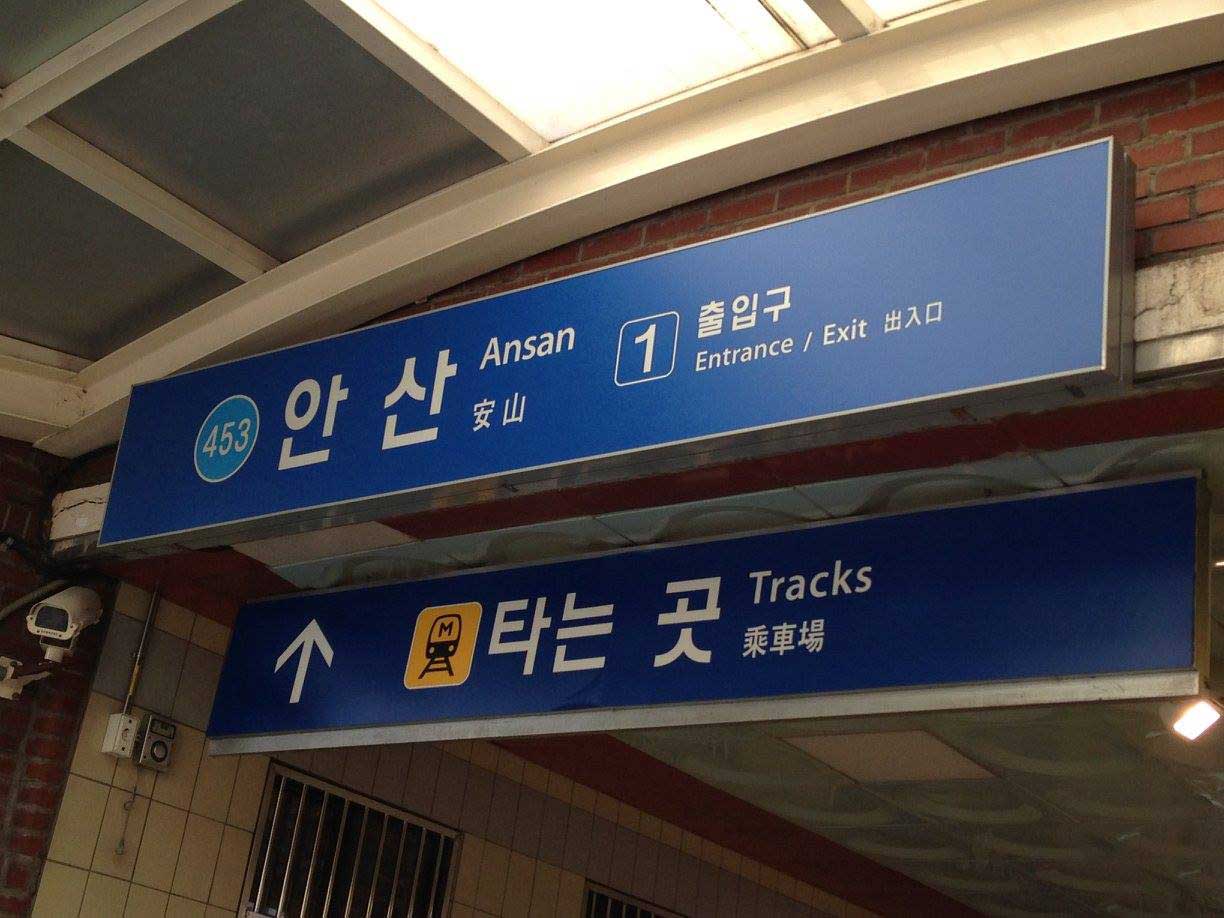 453 안산 Ansan
安山
1 출입구
Entrance / Exit 出入口
M 타는 곳 Tracks
乘車場